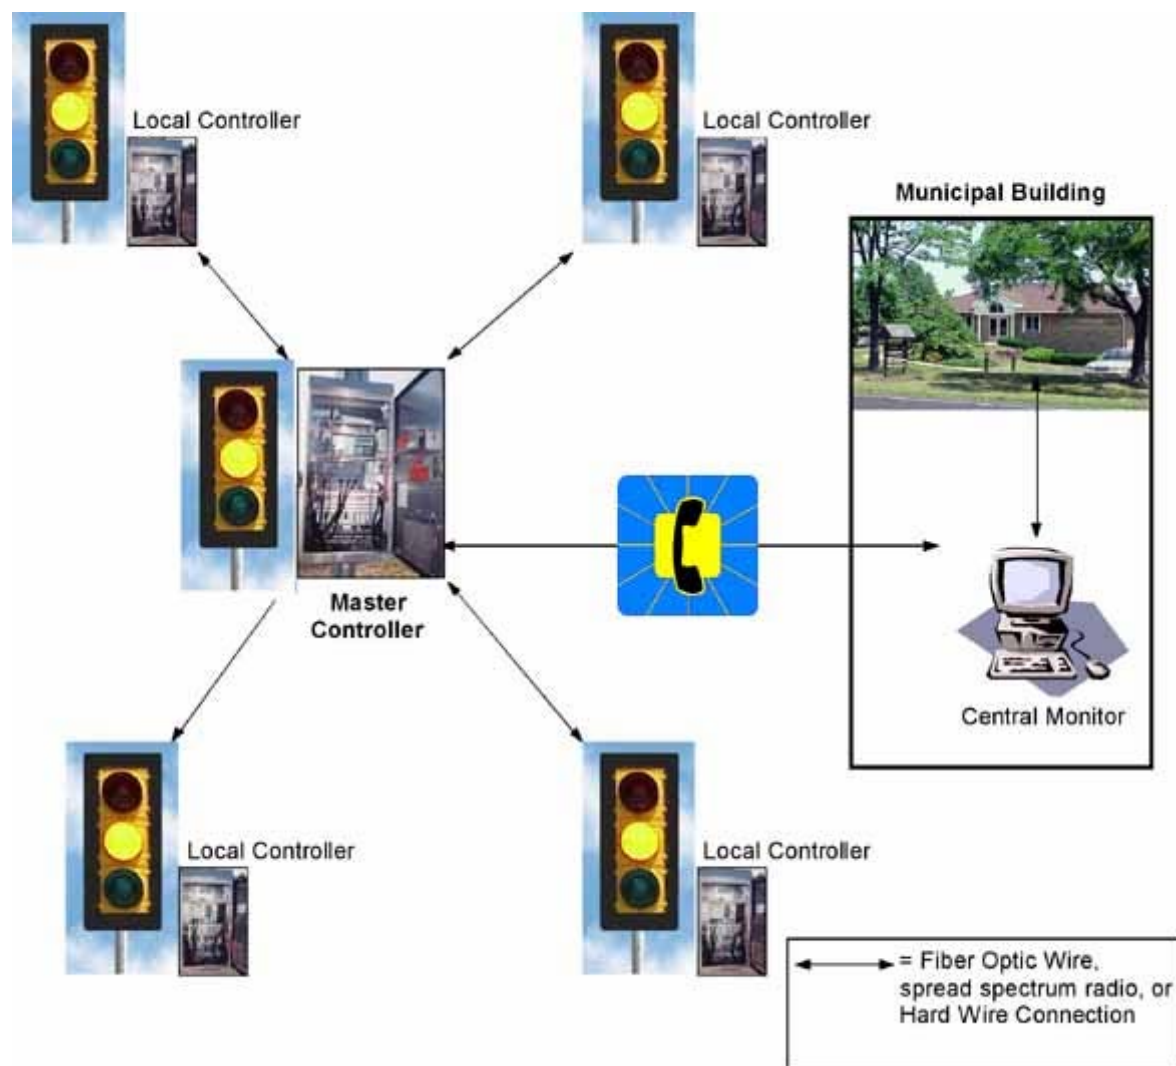 Local Controller
Local Controller
Municipal Building
Master
Controller
Central Monitor
Local Controller
Local Controller
= Fiber Optic Wire,
spread spectrum radio, or
Hard Wire Connection